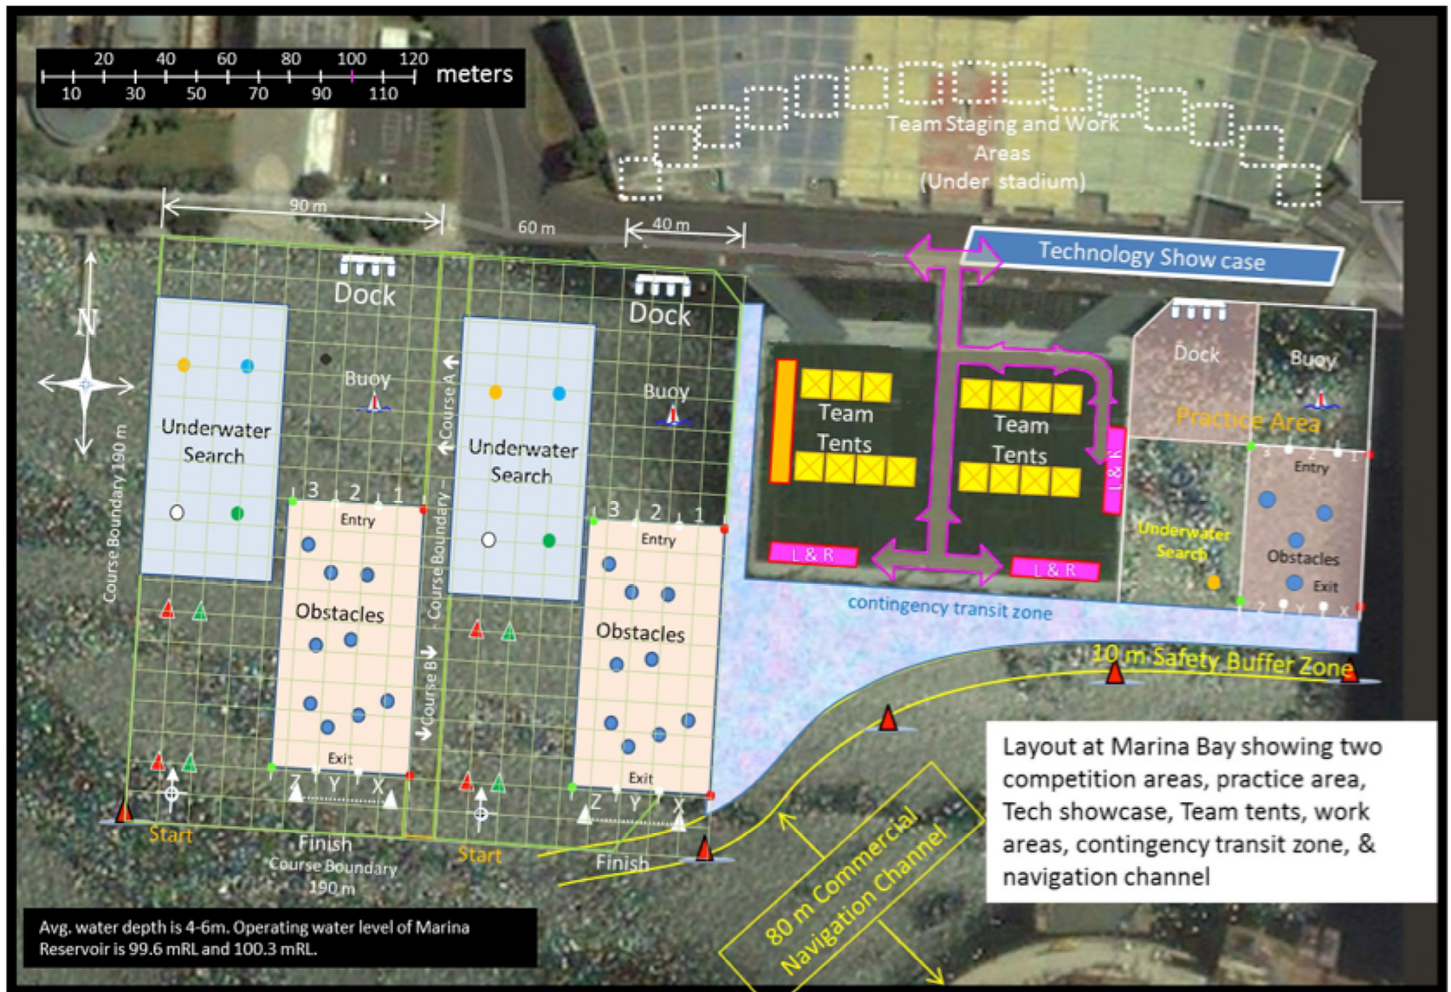 20 40 60 80 100 120
meters
10 30 50 70 90 110
Team Staging and Work
Areas
(Under stadium)
90 m
60 m
40 m
Technology Show case
N
Dock
Dock
Dock
Buoy
Buoy
Buoy
Practice Area
Course Boundary 190 m
Underwater
Search
Course A
Course Boundary –
Course B
Underwater
Search
Team
Tents
Team
Tents
L & R
L & R
L & R
3 2 1
Entry
Obstacles
Exit
Z Y X
3 2 1
Entry
Obstacles
Exit
Z Y X
3 2 1
Entry
Underwater
Search
Obstacles
Exit
Z Y X
contingency transit zone
10 m Safety Buffer Zone
Start
Finish
Course Boundary
190 m
Start
Finish
80 m Commercial
Navigation Channel
Layout at Marina Bay showing two
competition areas, practice area,
Tech showcase, Team tents, work
areas, contingency transit zone, &
navigation channel
Avg. water depth is 4-6m. Operating water level of Marina
Reservoir is 99.6 mRL and 100.3 mRL.